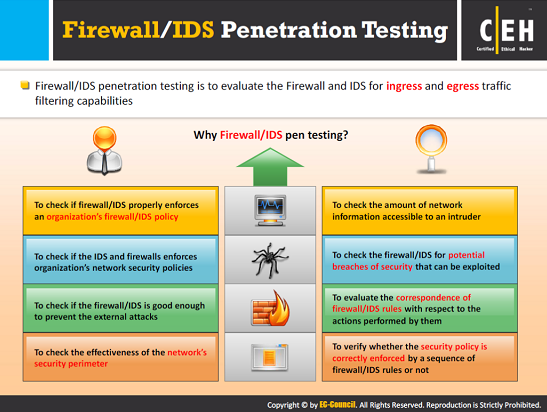 Firewall/IDS Penetration Testing
C|EH
Certified Ethical Hacker
Firewall/IDS penetration testing is to evaluate the Firewall and IDS for ingress and egress traffic
filtering capabilities
Why Firewall/IDS pen testing?
To check if firewall/IDS properly enforces
an organization's firewall/IDS policy
To check the amount of network
information accessible to an intruder
To check if the IDS and firewalls enforces
organization's network security policies
To check the firewall/IDS for potential
breaches of security that can be exploited
To check if the firewall/IDS is good enough
to prevent the external attacks
To evaluate the correspondence of
firewall/IDS rules with respect to the
actions performed by them
To check the effectiveness of the network's
security perimeter
To verify whether the security policy is
correctly enforced by a sequence of
firewall/IDS rules or not
Copyright © by EC-Council. All Rights Reserved. Reproduction is Strictly Prohibited.